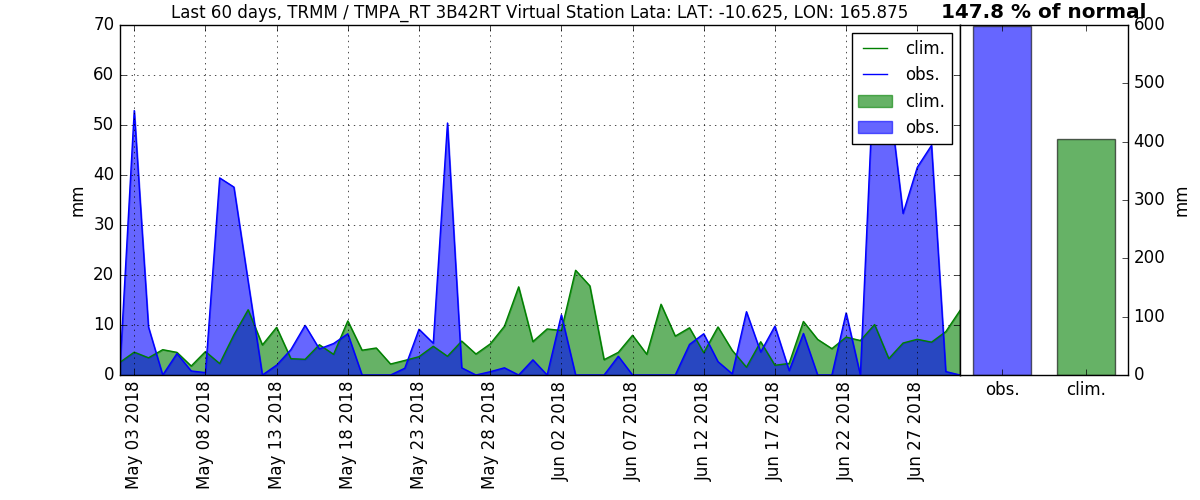 Last 60 days, TRMM / TMPA_RT 3B42RT Virtual Station Lata: LAT: -10.625, LON: 165.875
147.8 % of normal
70
60
50
40
30
20
10
0
mm
clim.
obs.
clim.
obs.
600
500
400
300
200
100
0
mm
obs.
clim.
May 03 2018
May 08 2018
May 13 2018
May 18 2018
May 23 2018
May 28 2018
Jun 02 2018
Jun 07 2018
Jun 12 2018
Jun 17 2018
Jun 22 2018
Jun 27 2018